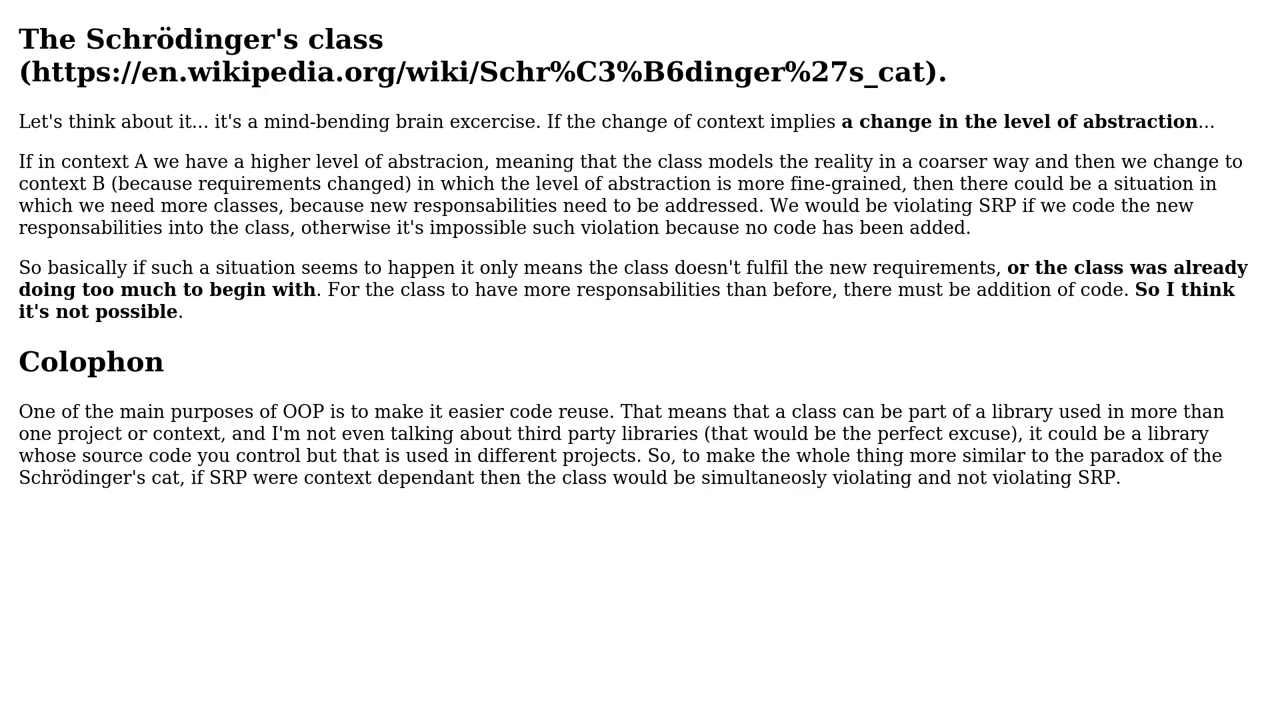 The Schrödinger's class
(https://en.wikipedia.org/wiki/Schr%C3%B6dinger%27s_cat).
Let's think about it... it's a mind-bending brain excercise. If the change of context implies a change in the level of abstraction...
If in context A we have a higher level of abstracion, meaning that the class models the reality in a coarser way and then we change to
context B (because requirements changed) in which the level of abstraction is more fine-grained, then there could be a situation in
which we need more classes, because new responsabilities need to be addressed. We would be violating SRP if we code the new
responsabilities into the class, otherwise it's impossible such violation because no code has been added.
So basically if such a situation seems to happen it only means the class doesn't fulfil the new requirements, or the class was already
doing too much to begin with. For the class to have more responsabilities than before, there must be addition of code. So I think
it's not possible.
Colophon
One of the main purposes of OOP is to make it easier code reuse. That means that a class can be part of a library used in more than
one project or context, and I'm not even talking about third party libraries (that would be the perfect excuse), it could be a library
whose source code you control but that is used in different projects. So, to make the whole thing more similar to the paradox of the
Schrödinger's cat, if SRP were context dependant then the class would be simultaneosly violating and not violating SRP.